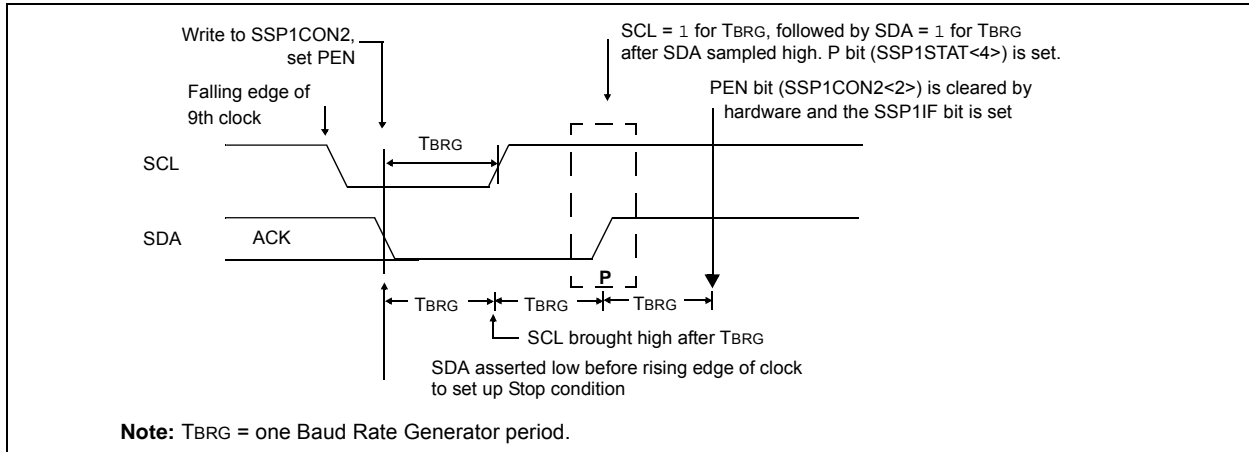 Write to SSP1CON2,
set PEN
SCL = 1 for TBRG, followed by SDA = 1 for TBRG
after SDA sampled high. P bit (SSP1STAT<4>) is set.
Falling edge of
9th clock
PEN bit (SSP1CON2<2>) is cleared by
hardware and the SSP1IF bit is set
TBRG
SCL
SDA
ACK
P
TBRG
TBRG
TBRG
SCL brought high after TBRG
SDA asserted low before rising edge of clock
to set up Stop condition
Note: TBRG = one Baud Rate Generator period.